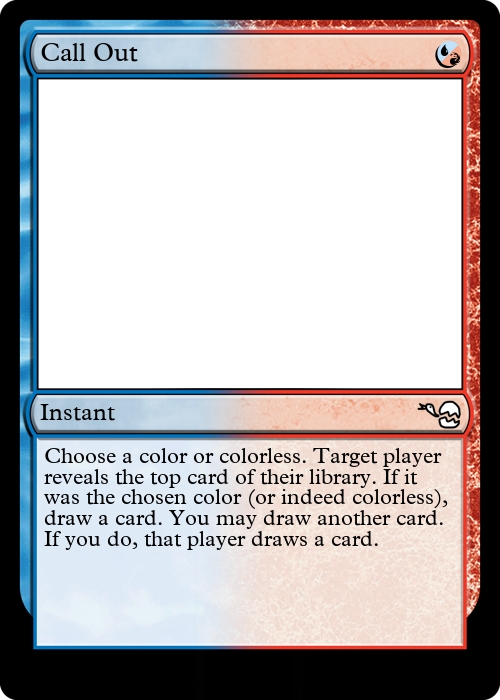 Call Out
Instant
Choose a color or colorless. Target player
reveals the top card of their library. If it
was the chosen color (or indeed colorless),
draw a card. You may draw another card.
If you do, that player draws a card.